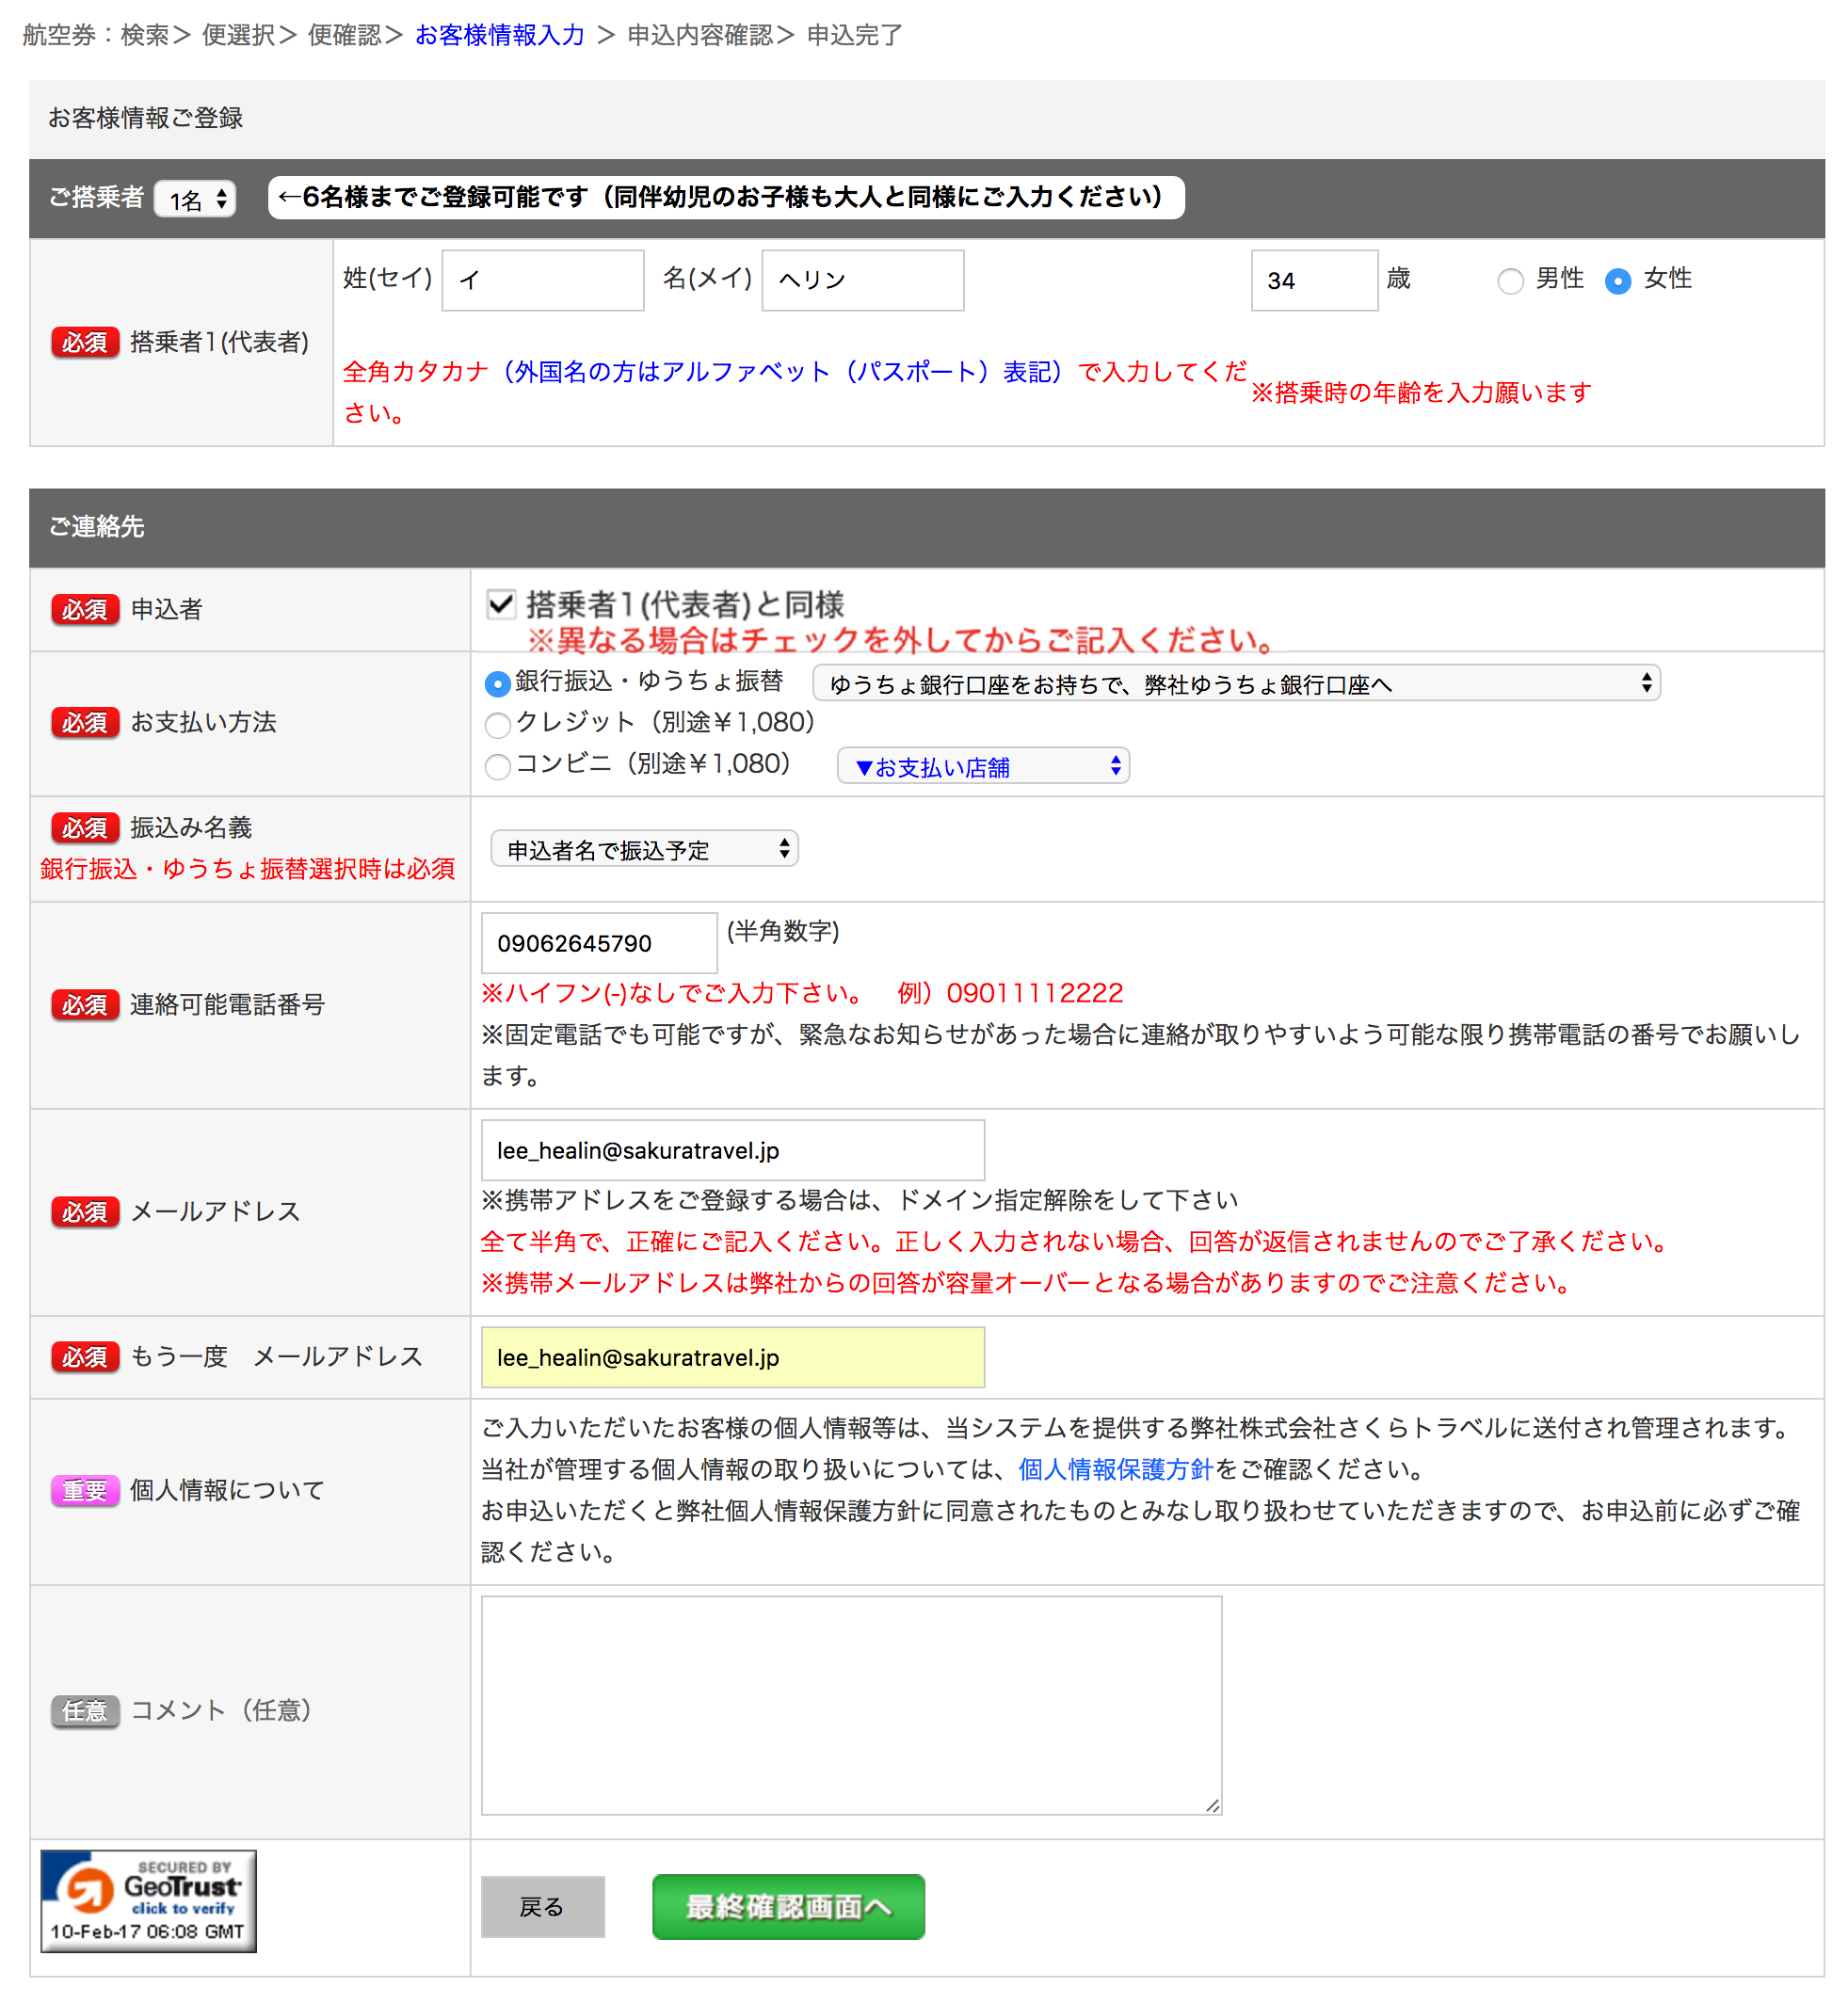 航空券：検索＞ 便選択＞ 便確認＞ お客様情報入力 ＞ 申込内容確認＞ 申込完了
お客様情報ご登録
ご搭乗者 1名 ←6名様までご登録可能です（同伴幼児のお子様も大人と同様にご入力ください）
必須 搭乗者1(代表者)
姓(セイ) イ 名(メイ) ヘリン 34 歳 男性 女性
全角カタカナ（外国名の方はアルファベット（パスポート）表記）で入力してくだ
さい。
※搭乗時の年齢を入力願います
ご連絡先
必須 申込者
搭乗者1(代表者)と同様
※異なる場合はチェックを外してからご記入ください。
必須 お支払い方法
銀行振込・ゆうちょ振替 ゆうちょ銀行口座をお持ちで、弊社ゆうちょ銀行口座へ
クレジット（別途￥1,080）
コンビニ（別途￥1,080） ▼お支払い店舗
必須 振込み名義
銀行振込・ゆうちょ振替選択時は必須
申込者名で振込予定
必須 連絡可能電話番号
09062645790 (半角数字)
※ハイフン(-)なしでご入力下さい。　例）09011112222
※固定電話でも可能ですが、緊急なお知らせがあった場合に連絡が取りやすいよう可能な限り携帯電話の番号でお願いし
ます。
必須 メールアドレス
lee_healin@sakuratravel.jp
※携帯アドレスをご登録する場合は、ドメイン指定解除をして下さい
全て半角で、正確にご記入ください。正しく入力されない場合、回答が返信されませんのでご了承ください。
※携帯メールアドレスは弊社からの回答が容量オーバーとなる場合がありますのでご注意ください。
必須 もう一度　メールアドレス
lee_healin@sakuratravel.jp
重要 個人情報について
ご入力いただいたお客様の個人情報等は、当システムを提供する弊社株式会社さくらトラベルに送付され管理されます。
当社が管理する個人情報の取り扱いについては、個人情報保護方針をご確認ください。
お申込いただくと弊社個人情報保護方針に同意されたものとみなし取り扱わせていただきますので、お申込前に必ずご確
認ください。
任意 コメント（任意）
SECURED BY
GeoTrust
click to verify
10-Feb-17 06:08 GMT
戻る 最終確認画面へ